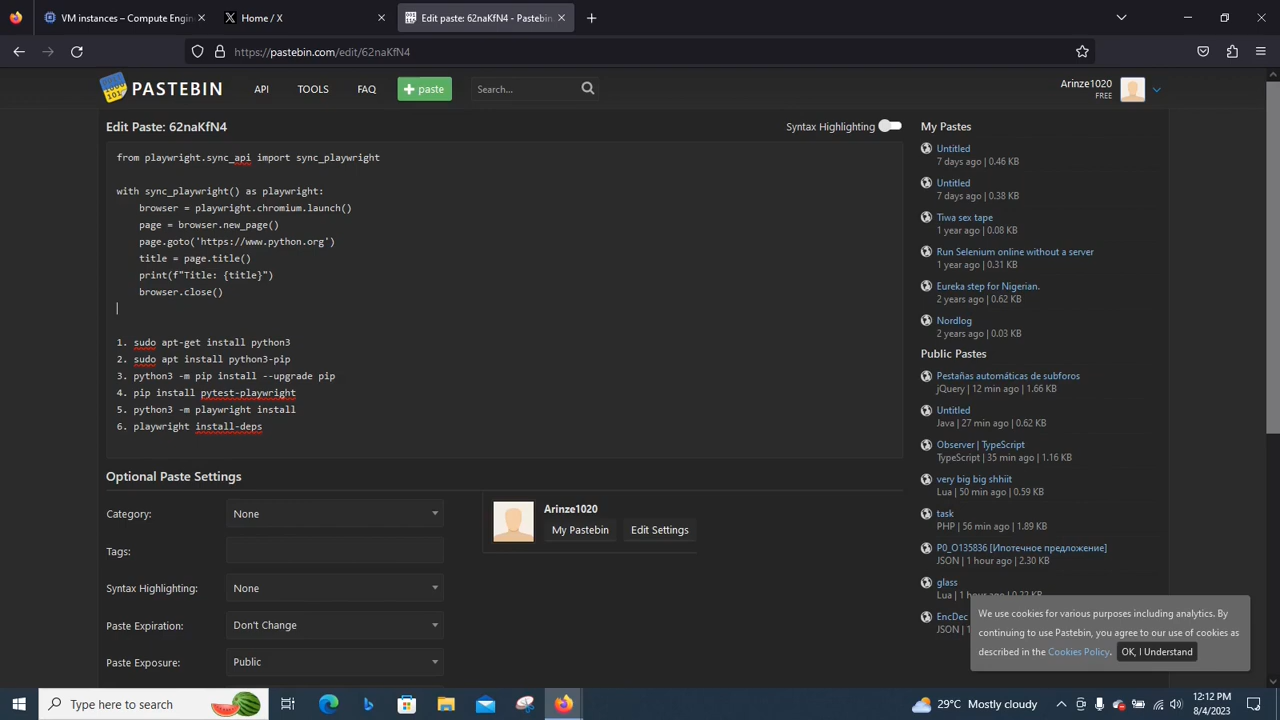 VM instances – Compute Engin
Home / X
Edit paste: 62naKfN4 - Pastebin.
https://pastebin.com/edit/62naKfN4
PASTEBIN
API
TOOLS
FAQ
paste
Search...
Arinze1020
FREE
Edit Paste: 62naKfN4
Syntax Highlighting
from playwright.sync_api import sync_playwright
with sync_playwright() as playwright:
browser = playwright.chromium.launch()
page = browser.new_page()
page.goto('https://www.python.org')
title = page.title()
print(f"Title: {title}")
browser.close()
1. sudo apt-get install python3
2. sudo apt install python3-pip
3. python3 -m pip install --upgrade pip
4. pip install pytest-playwright
5. python3 -m playwright install
6. playwright install-deps
Optional Paste Settings
Category:
None
Tags:
Syntax Highlighting:
None
Paste Expiration:
Don't Change
Paste Exposure:
Public
Arinze1020
My Pastebin
Edit Settings
My Pastes
Untitled
7 days ago | 0.46 KB
Untitled
7 days ago | 0.38 KB
Tiwa sex tape
1 year ago | 0.08 KB
Run Selenium online without a server
1 year ago | 0.31 KB
Eureka step for Nigerian.
2 years ago | 0.62 KB
Nordlog
2 years ago | 0.03 KB
Public Pastes
Pestañas automáticas de subforos
jQuery | 12 min ago | 1.66 KB
Untitled
Java | 27 min ago | 0.62 KB
Observer | TypeScript
TypeScript | 35 min ago | 1.16 KB
very big big shhiit
Lua | 50 min ago | 0.59 KB
task
PHP | 56 min ago | 1.89 KB
P0_O135836 [Ипотечное предложение]
JSON | 1 hour ago | 2.30 KB
glass
Lua | 1 hour ago | 0.22 KB
EncDec
JSON | 1
We use cookies for various purposes including analytics. By
continuing to use Pastebin, you agree to our use of cookies as
described in the Cookies Policy. OK, I Understand
Type here to search
29°C Mostly cloudy
12:12 PM
8/4/2023